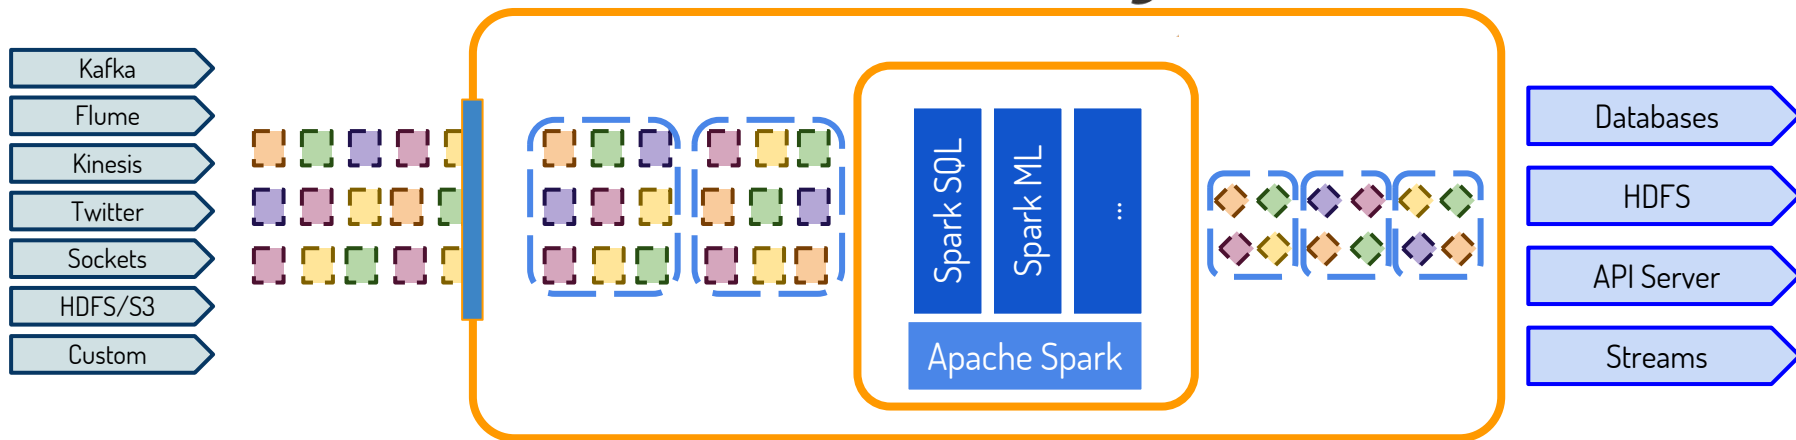 Kafka
Flume
Kinesis
Twitter
Sockets
HDFS/S3
Custom
Spark SQL
Spark ML
...
Apache Spark
Databases
HDFS
API Server
Streams